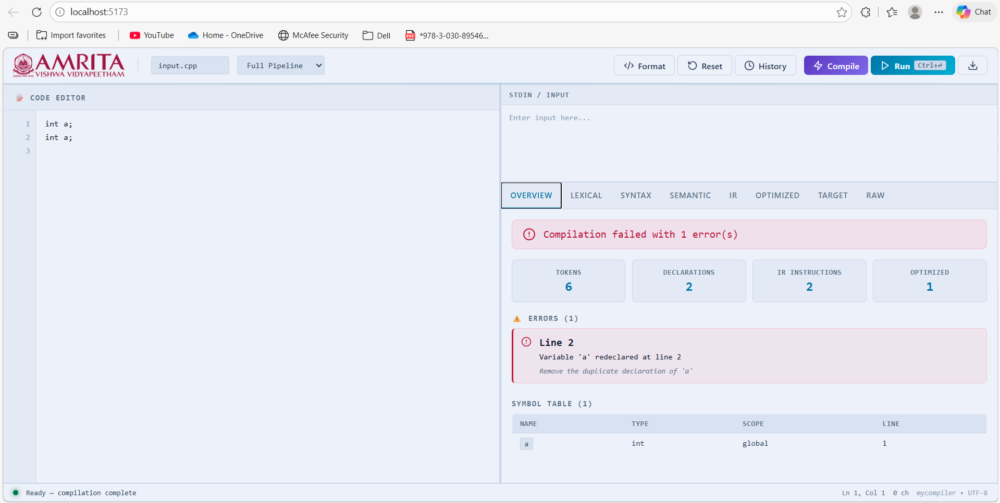 localhost:5173
Chat
Import favorites
YouTube
Home - OneDrive
McAfee Security
Dell
PDF
*978-3-030-89546...
AMRITA
VISHWA VIDYAPEETHAM
input.cpp
Full Pipeline
</> Format
Reset
History
Compile
Run Ctrl+↵
CODE EDITOR
1 int a;
2 int a;
3
STDIN / INPUT
Enter input here...
OVERVIEW LEXICAL SYNTAX SEMANTIC IR OPTIMIZED TARGET RAW
Compilation failed with 1 error(s)
TOKENS
6
DECLARATIONS
2
IR INSTRUCTIONS
2
OPTIMIZED
1
ERRORS (1)
Line 2
Variable 'a' redeclared at line 2
Remove the duplicate declaration of 'a'
SYMBOL TABLE (1)
NAME TYPE SCOPE LINE
a int global 1
Ready — compilation complete
Ln 1, Col 1 0 ch mycompiler • UTF-8